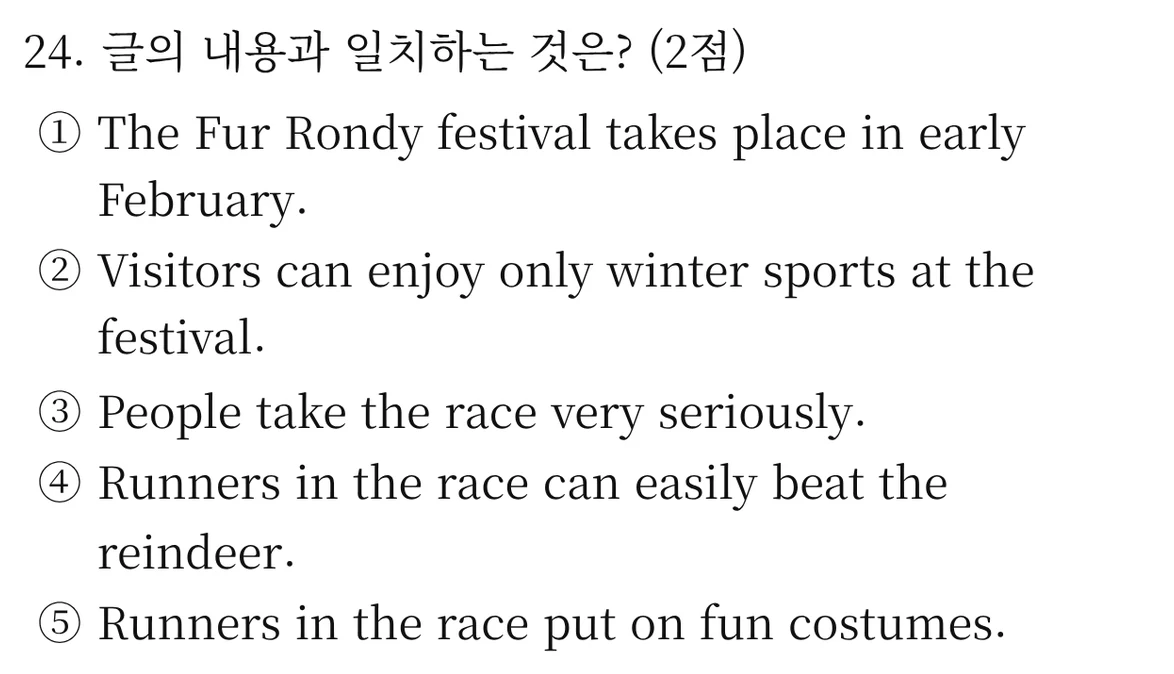 24. 글의 내용과 일치하는 것은? (2점)
① The Fur Rondy festival takes place in early
February.
② Visitors can enjoy only winter sports at the
festival.
③ People take the race very seriously.
④ Runners in the race can easily beat the
reindeer.
⑤ Runners in the race put on fun costumes.